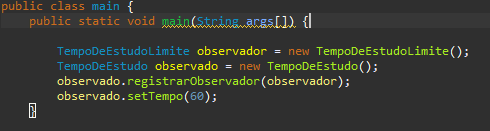 public class main {
public static void main(String args[]) {
TempoDeEstudoLimite observador = new TempoDeEstudoLimite();
TempoDeEstudo observado = new TempoDeEstudo();
observado.registrarObservador(observador);
observado.setTempo(60);
}